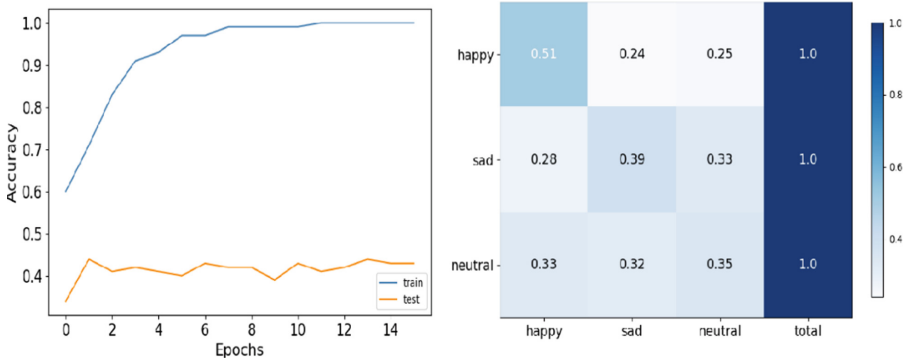 1.0
0.9
0.8
0.7
0.6
0.5
0.4
Accuracy
0 2 4 6 8 10 12 14
Epochs
train
test
happy 0.51 0.24 0.25 1.0
sad 0.28 0.39 0.33 1.0
neutral 0.33 0.32 0.35 1.0
happy sad neutral total
1.0
0.8
0.6
0.4